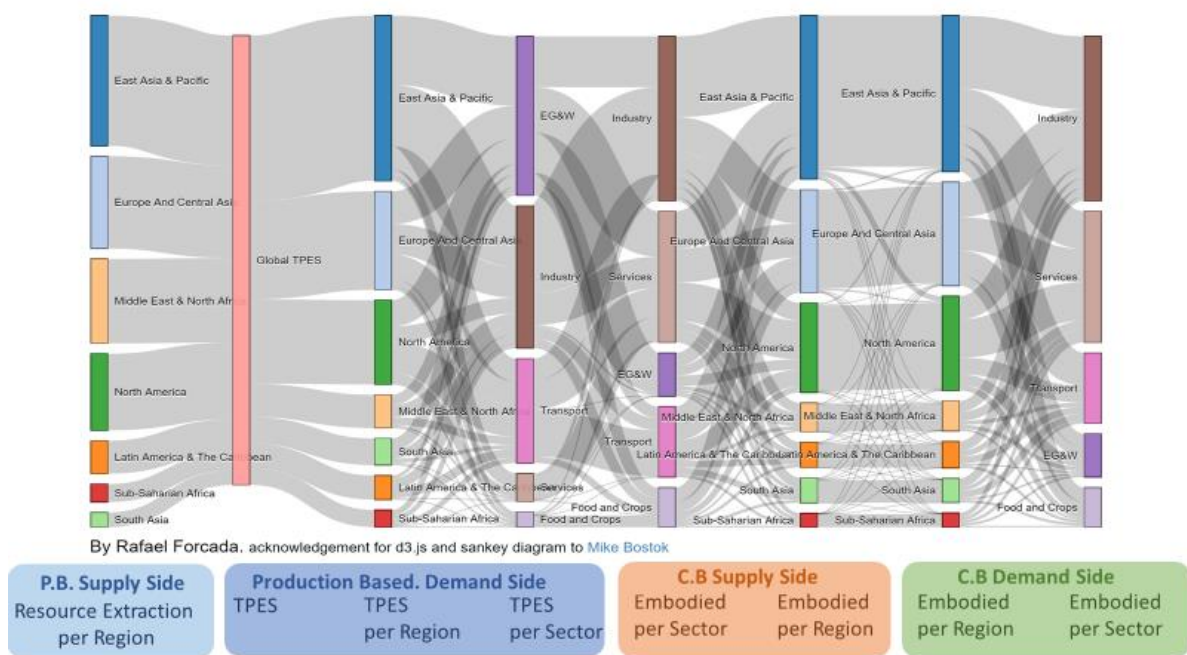 East Asia & Pacific
Europe And Central Asia
Middle East & North Africa
North America
Latin America & The Caribbean
Sub-Saharian Africa
South Asia
Global TPES
East Asia & Pacific
Europe And Central Asia
North America
Middle East & North Africa
South Asia
Latin America & The Caribbean
Sub-Saharian Africa
EG&W
Industry
Transport
Services
Food and Crops
Industry
Services
EG&W
Transport
Food and Crops
East Asia & Pacific
Europe And Central Asia
North America
Middle East & North Africa
Latin America & The Caribbean
South Asia
Sub-Saharian Africa
East Asia & Pacific
Europe And Central Asia
North America
Middle East & North Africa
Latin America & The Caribbean
South Asia
Sub-Saharian Africa
Industry
Services
Transport
EG&W
Food and Crops
By Rafael Forcada. acknowledgement for d3.js and sankey diagram to Mike Bostok
P.B. Supply Side
Resource Extraction
per Region
Production Based. Demand Side
TPES
TPES
per Region
TPES
per Sector
C.B Supply Side
Embodied
per Sector
Embodied
per Region
C.B Demand Side
Embodied
per Region
Embodied
per Sector